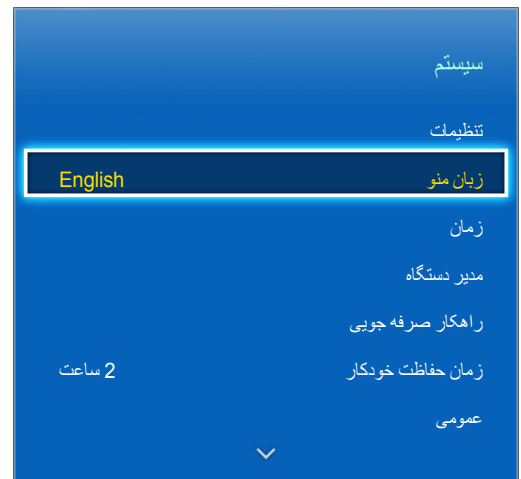 سیستم
تنظیمات
زبان منو English
زمان
مدیر دستگاه
راهکار صرفه جویی
زمان حفاظت خودکار 2 ساعت
عمومی